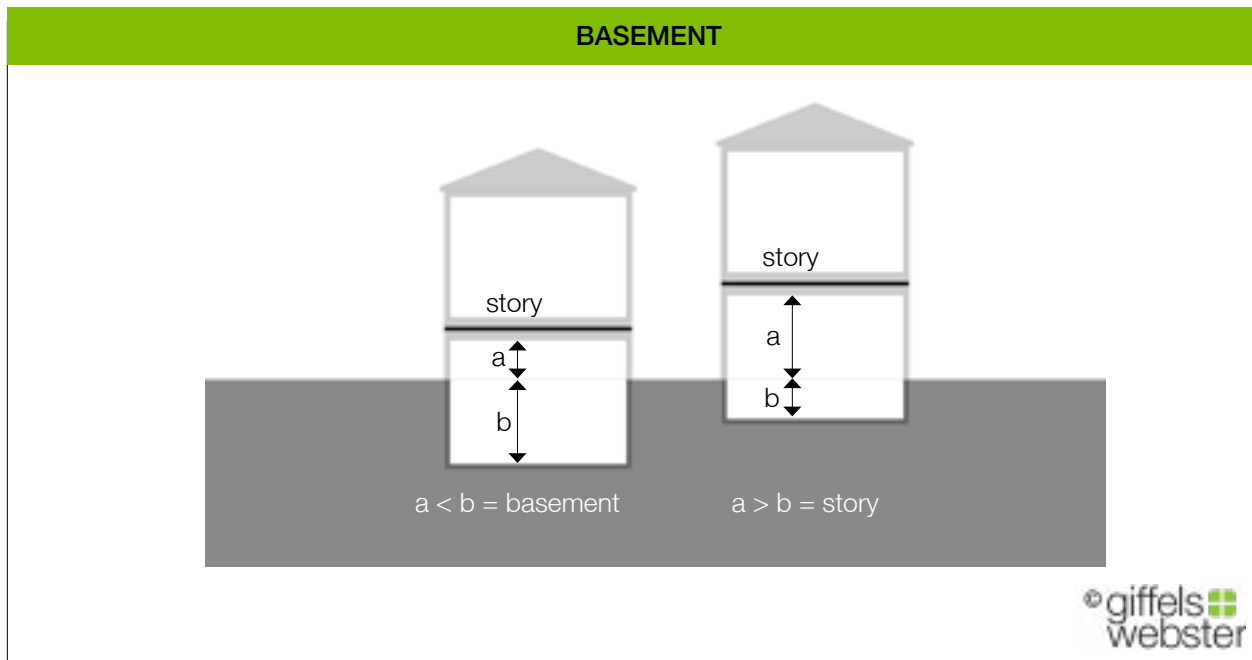 BASEMENT
story
a
b
a < b = basement
story
a
b
a > b = story
© giffels
webster